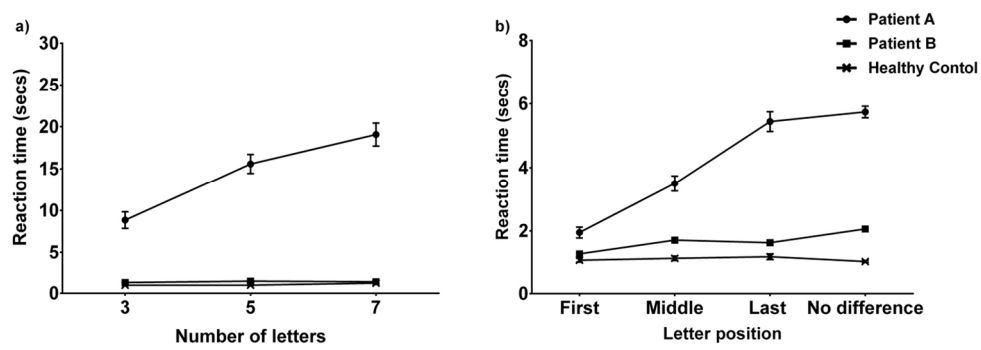 a)
30
25
20
15
10
5
0
Reaction time (secs)
3 5 7
Number of letters
b)
8
6
4
2
0
Reaction time (secs)
First Middle Last No difference
Letter position
Patient A
Patient B
Healthy Contol